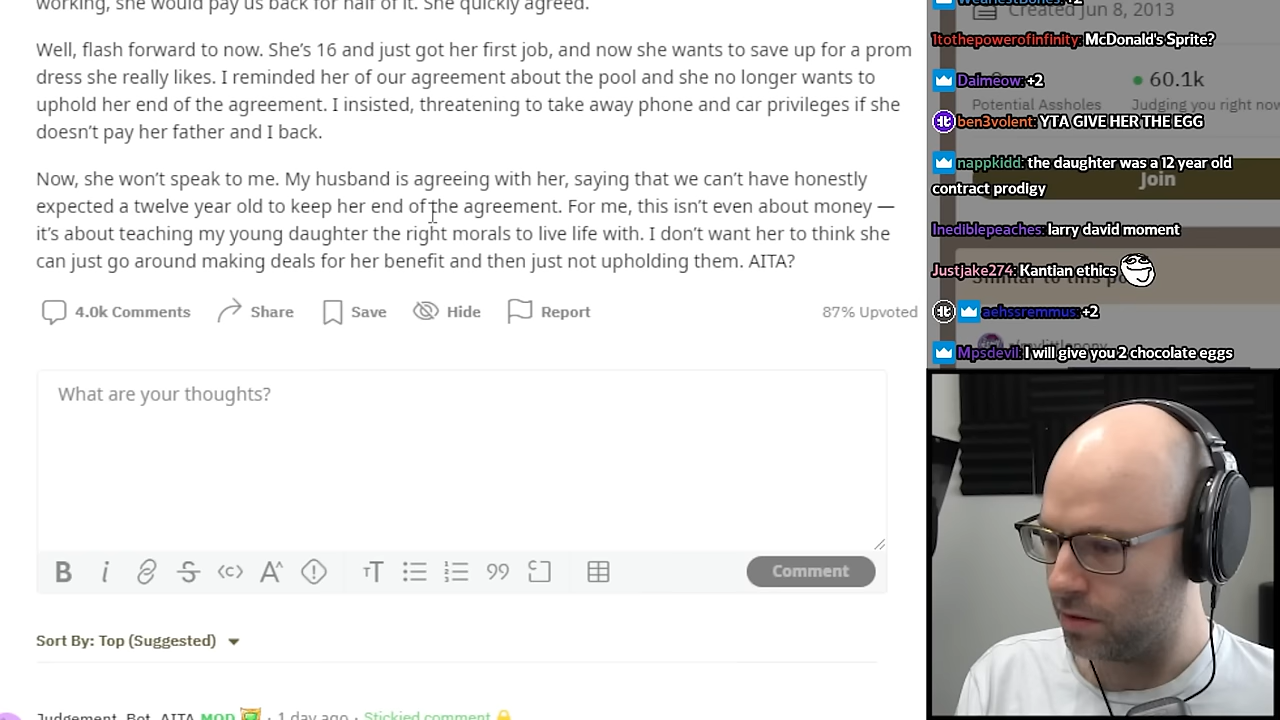 working, she would pay us back for half of it. She quickly agreed.
Well, flash forward to now. She’s 16 and just got her first job, and now she wants to save up for a prom
dress she really likes. I reminded her of our agreement about the pool and she no longer wants to
uphold her end of the agreement. I insisted, threatening to take away phone and car privileges if she
doesn’t pay her father and I back.
Now, she won’t speak to me. My husband is agreeing with her, saying that we can’t have honestly
expected a twelve year old to keep her end of the agreement. For me, this isn’t even about money —
it’s about teaching my young daughter the right morals to live life with. I don’t want her to think she
can just go around making deals for her benefit and then just not upholding them. AITA?
4.0k Comments Share Save Hide Report 87% Upvoted
What are your thoughts?
B i </> A TT 99 Comment
Sort By: Top (Suggested)
Judgement_Bot_AITA MOD · 1 day ago · Stickied comment
+2
Created Jun 8, 2013
1tothepowerofinfinity: McDonald's Sprite?
Dalmeow: +2
60.1k
Potential Assholes Judging you right now
ben3volent: YTA GIVE HER THE EGG
nappkidd: the daughter was a 12 year old
contract prodigy
Join
Inediblepeaches: larry david moment
Justjake274: Kantian ethics
aehssremmus: +2
Mpsdevil: I will give you 2 chocolate eggs